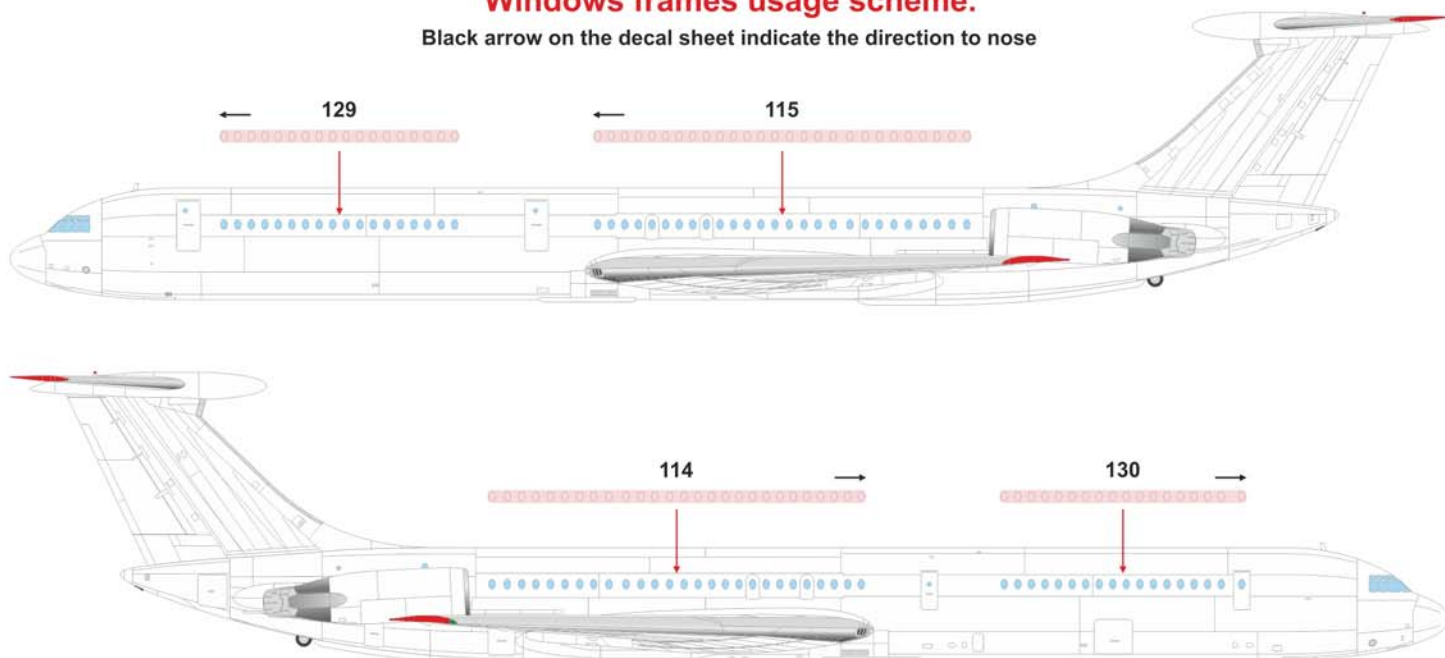 Windows frames usage scheme.
Black arrow on the decal sheet indicate the direction to nose
129
115
114
130